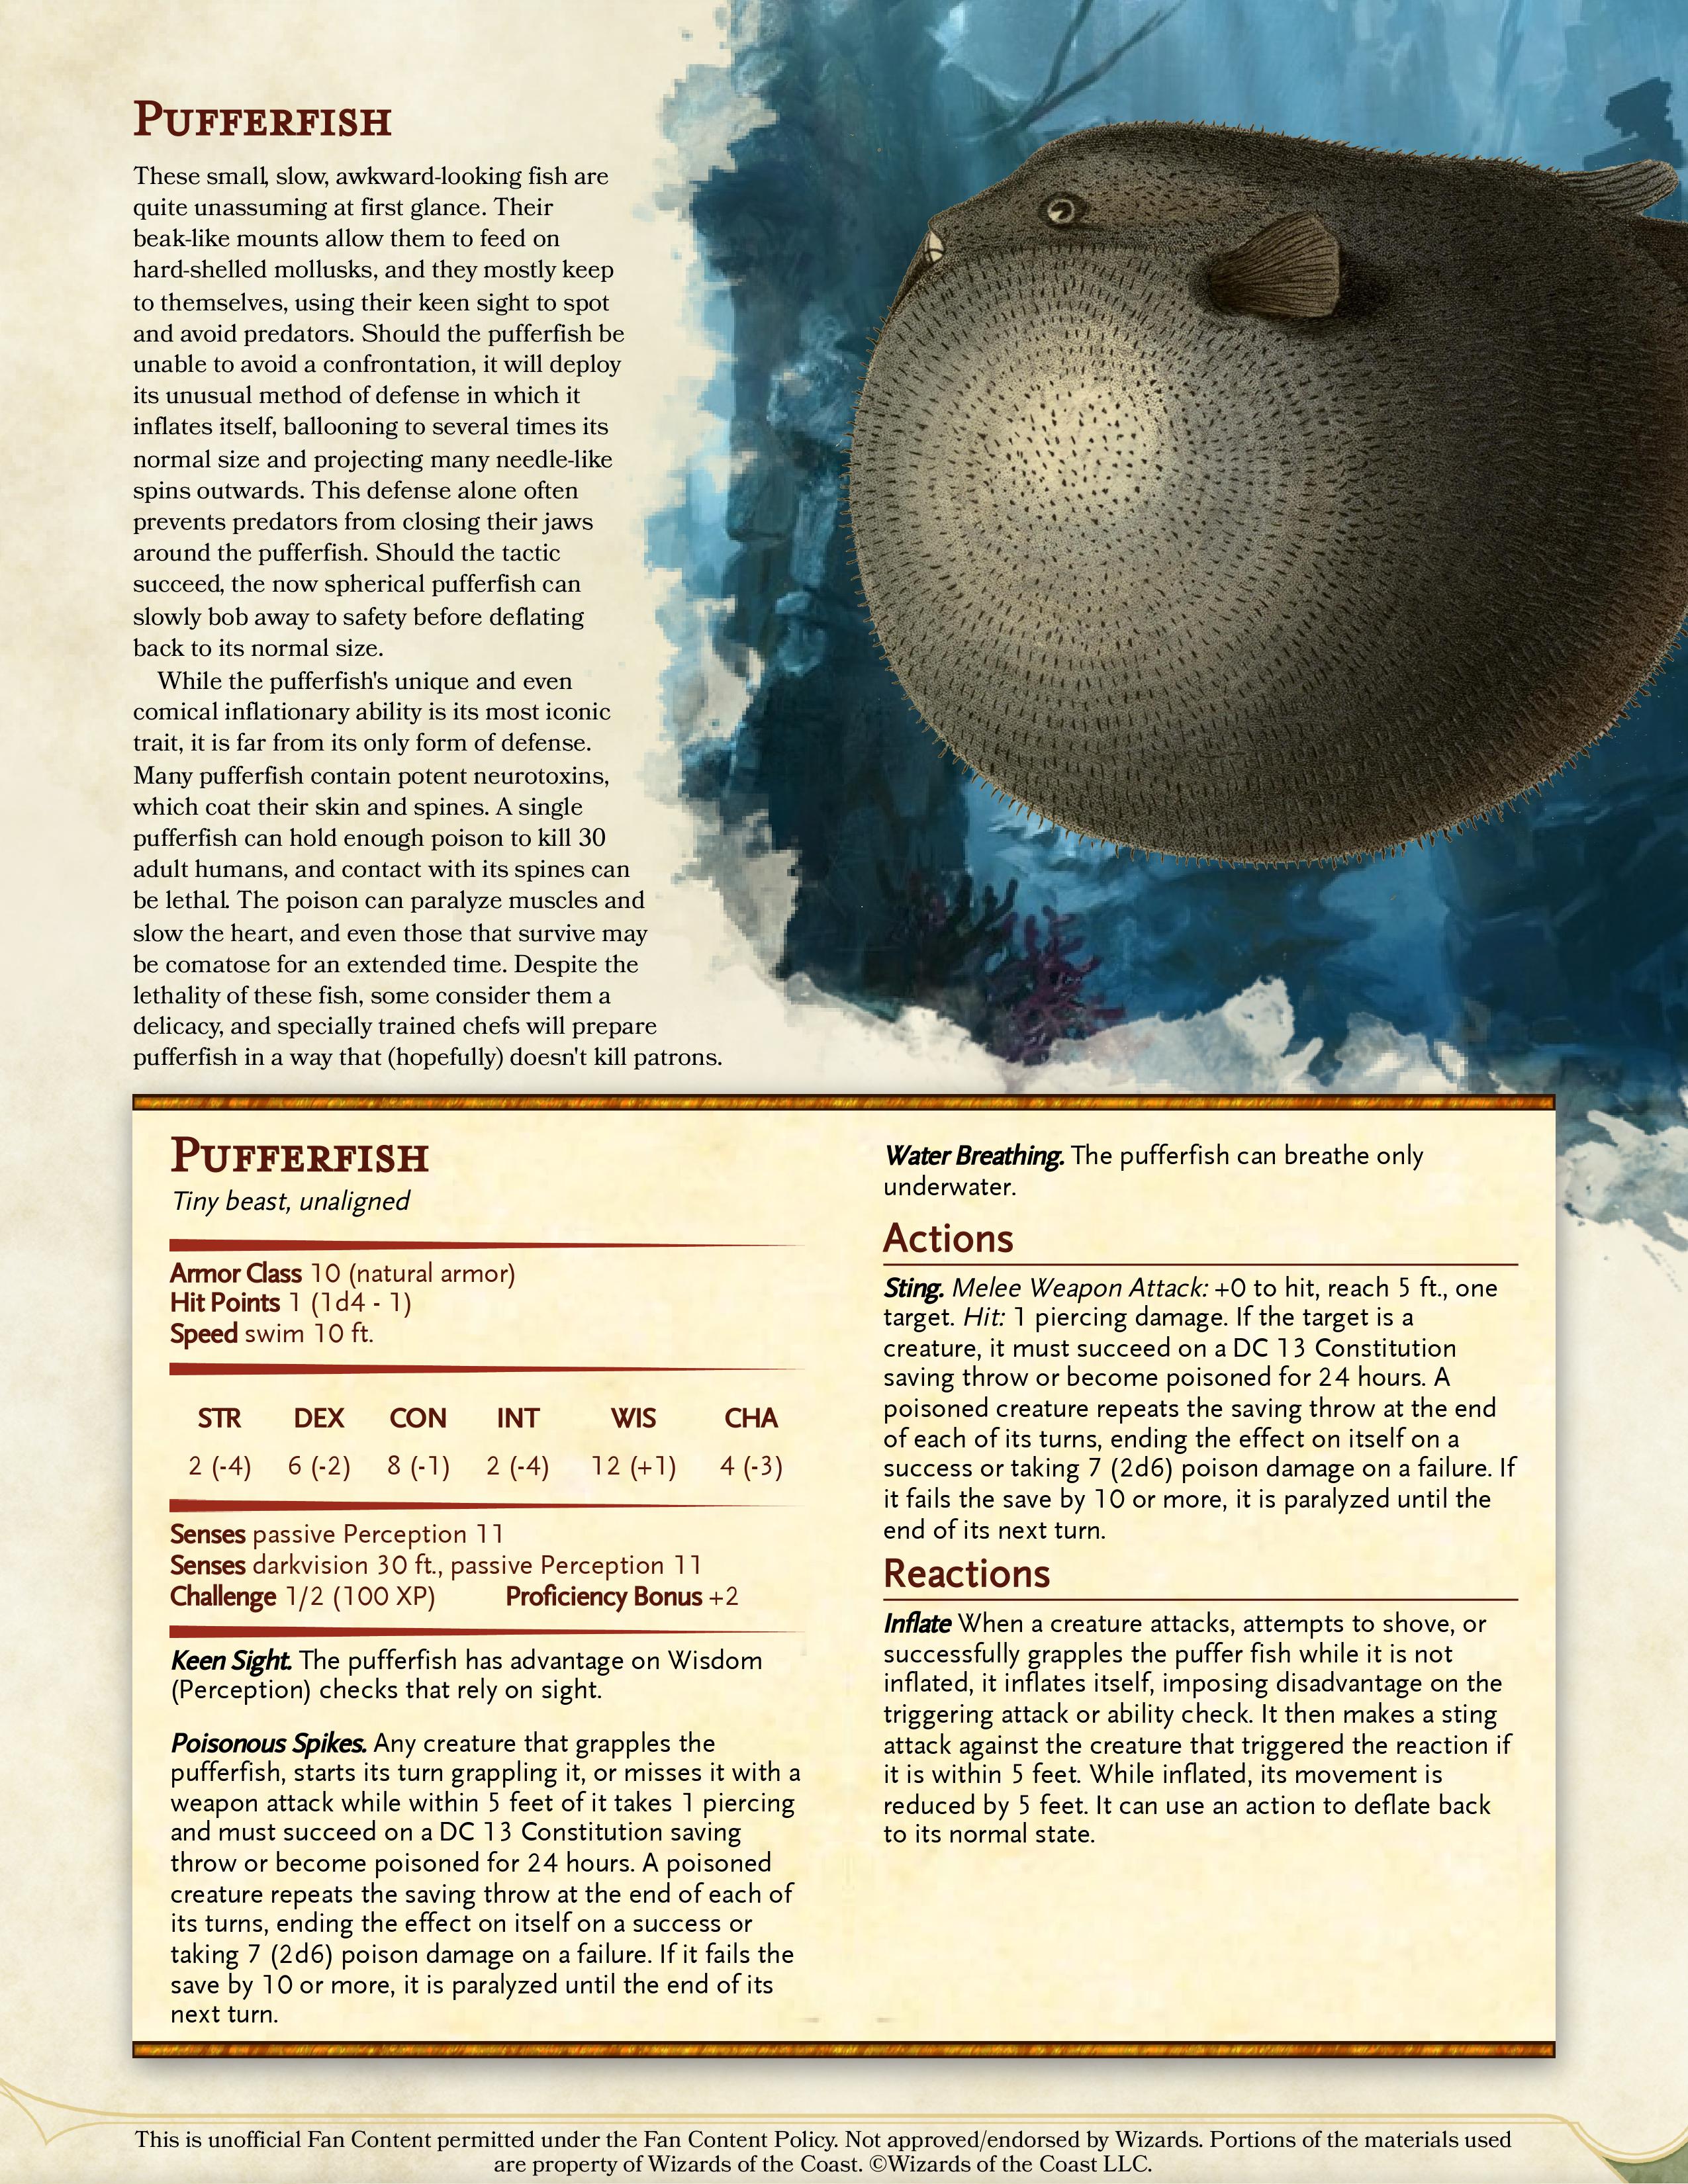 Pufferfish
These small, slow, awkward-looking fish are
quite unassuming at first glance. Their
beak-like mounts allow them to feed on
hard-shelled mollusks, and they mostly keep
to themselves, using their keen sight to spot
and avoid predators. Should the pufferfish be
unable to avoid a confrontation, it will deploy
its unusual method of defense in which it
inflates itself, ballooning to several times its
normal size and projecting many needle-like
spins outwards. This defense alone often
prevents predators from closing their jaws
around the pufferfish. Should the tactic
succeed, the now spherical pufferfish can
slowly bob away to safety before deflating
back to its normal size.
While the pufferfish's unique and even
comical inflationary ability is its most iconic
trait, it is far from its only form of defense.
Many pufferfish contain potent neurotoxins,
which coat their skin and spines. A single
pufferfish can hold enough poison to kill 30
adult humans, and contact with its spines can
be lethal. The poison can paralyze muscles and
slow the heart, and even those that survive may
be comatose for an extended time. Despite the
lethality of these fish, some consider them a
delicacy, and specially trained chefs will prepare
pufferfish in a way that (hopefully) doesn't kill patrons.
Pufferfish
Tiny beast, unaligned
Armor Class 10 (natural armor)
Hit Points 1 (1d4 - 1)
Speed swim 10 ft.
STR DEX CON INT WIS CHA
2 (-4) 6 (-2) 8 (-1) 2 (-4) 12 (+1) 4 (-3)
Senses passive Perception 11
Senses darkvision 30 ft., passive Perception 11
Challenge 1/2 (100 XP) Proficiency Bonus +2
Keen Sight. The pufferfish has advantage on Wisdom
(Perception) checks that rely on sight.
Poisonous Spikes. Any creature that grapples the
pufferfish, starts its turn grappling it, or misses it with a
weapon attack while within 5 feet of it takes 1 piercing
and must succeed on a DC 13 Constitution saving
throw or become poisoned for 24 hours. A poisoned
creature repeats the saving throw at the end of each of
its turns, ending the effect on itself on a success or
taking 7 (2d6) poison damage on a failure. If it fails the
save by 10 or more, it is paralyzed until the end of its
next turn.
Water Breathing. The pufferfish can breathe only
underwater.
Actions
Sting. Melee Weapon Attack: +0 to hit, reach 5 ft., one
target. Hit: 1 piercing damage. If the target is a
creature, it must succeed on a DC 13 Constitution
saving throw or become poisoned for 24 hours. A
poisoned creature repeats the saving throw at the end
of each of its turns, ending the effect on itself on a
success or taking 7 (2d6) poison damage on a failure. If
it fails the save by 10 or more, it is paralyzed until the
end of its next turn.
Reactions
Inflate When a creature attacks, attempts to shove, or
successfully grapples the puffer fish while it is not
inflated, it inflates itself, imposing disadvantage on the
triggering attack or ability check. It then makes a sting
attack against the creature that triggered the reaction if
it is within 5 feet. While inflated, its movement is
reduced by 5 feet. It can use an action to deflate back
to its normal state.
This is unofficial Fan Content permitted under the Fan Content Policy. Not approved/endorsed by Wizards. Portions of the materials used
are property of Wizards of the Coast. ©Wizards of the Coast LLC.